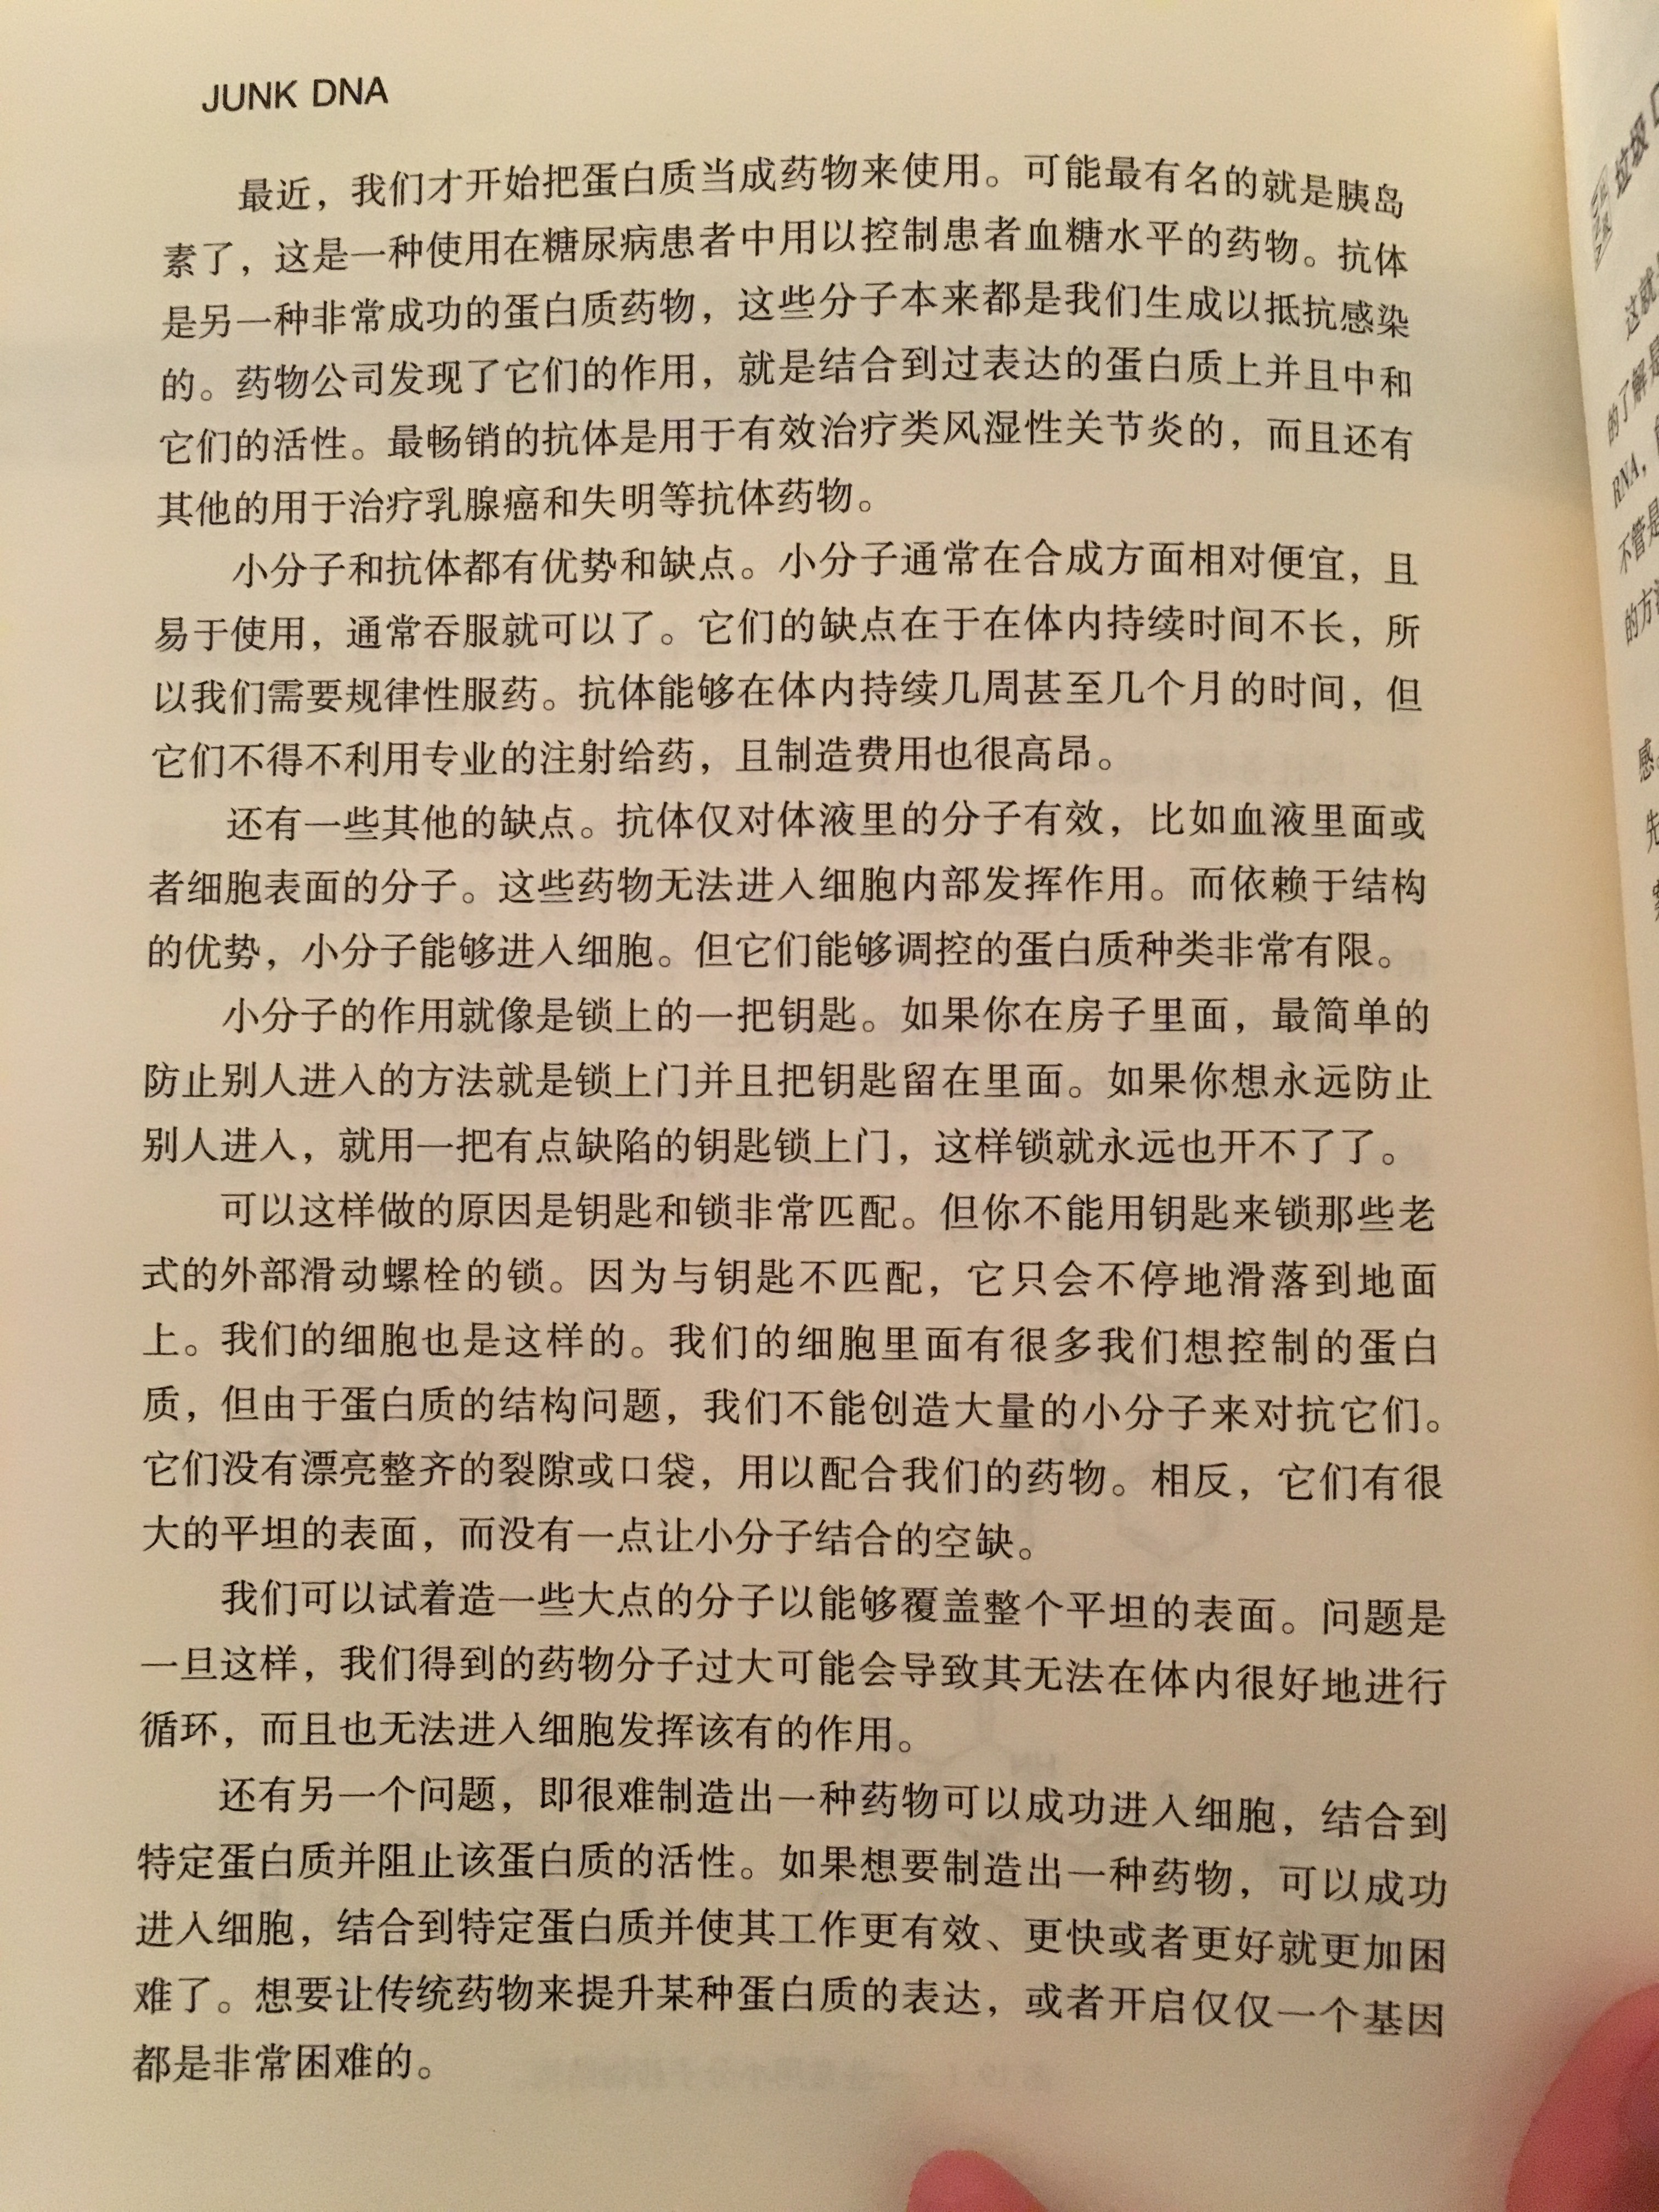 JUNK DNA
最近，我们才开始把蛋白质当成药物来使用。可能最有名的就是胰岛
素了，这是一种使用在糖尿病患者中用以控制患者血糖水平的药物。抗体
是另一种非常成功的蛋白质药物，这些分子本来都是我们生成以抵抗感染
的。药物公司发现了它们的作用，就是结合到过表达的蛋白质上并且中和
它们的活性。最畅销的抗体是用于有效治疗类风湿性关节炎的，而且还有
其他的用于治疗乳腺癌和失明等抗体药物。
小分子和抗体都有优势和缺点。小分子通常在合成方面相对便宜，且
易于使用，通常吞服就可以了。它们的缺点在于在体内持续时间不长，所
以我们需要规律性服药。抗体能够在体内持续几周甚至几个月的时间，但
它们不得不利用专业的注射给药，且制造费用也很高昂。
还有一些其他的缺点。抗体仅对体液里的分子有效，比如血液里面或
者细胞表面的分子。这些药物无法进入细胞内部发挥作用。而依赖于结构
的优势，小分子能够进入细胞。但它们能够调控的蛋白质种类非常有限。
小分子的作用就像是锁上的一把钥匙。如果你在房子里面，最简单的
防止别人进入的方法就是锁上门并且把钥匙留在里面。如果你想永远防止
别人进入，就用一把有点缺陷的钥匙锁上门，这样锁就永远也开不了了。
可以这样做的原因是钥匙和锁非常匹配。但你不能用钥匙来锁那些老
式的外部滑动螺栓的锁。因为与钥匙不匹配，它只会不停地滑落到地面
上。我们的细胞也是这样的。我们的细胞里面有很多我们想控制的蛋白
质，但由于蛋白质的结构问题，我们不能创造大量的小分子来对抗它们。
它们没有漂亮整齐的裂隙或口袋，用以配合我们的药物。相反，它们有很
大的平坦的表面，而没有一点让小分子结合的空缺。
我们可以试着造一些大点的分子以能够覆盖整个平坦的表面。问题是
一旦这样，我们得到的药物分子过大可能会导致其无法在体内很好地进行
循环，而且也无法进入细胞发挥该有的作用。
还有另一个问题，即很难制造出一种药物可以成功进入细胞，结合到
特定蛋白质并阻止该蛋白质的活性。如果想要制造出一种药物，可以成功
进入细胞，结合到特定蛋白质并使其工作更有效、更快或者更好就更加困
难了。想要让传统药物来提升某种蛋白质的表达，或者开启仅仅一个基因
都是非常困难的。
垃圾
这就
的了解是
RNA，
不管是
的方
感